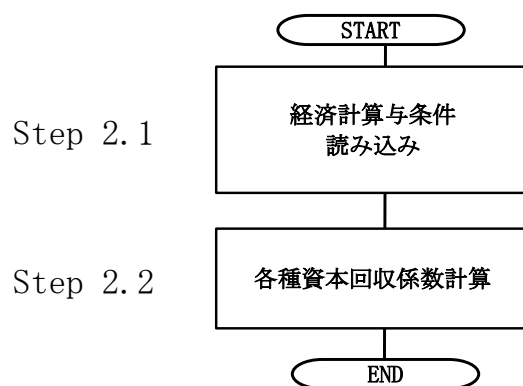 START
Step 2.1
経済計算与条件
読み込み
Step 2.2
各種資本回収係数計算
END